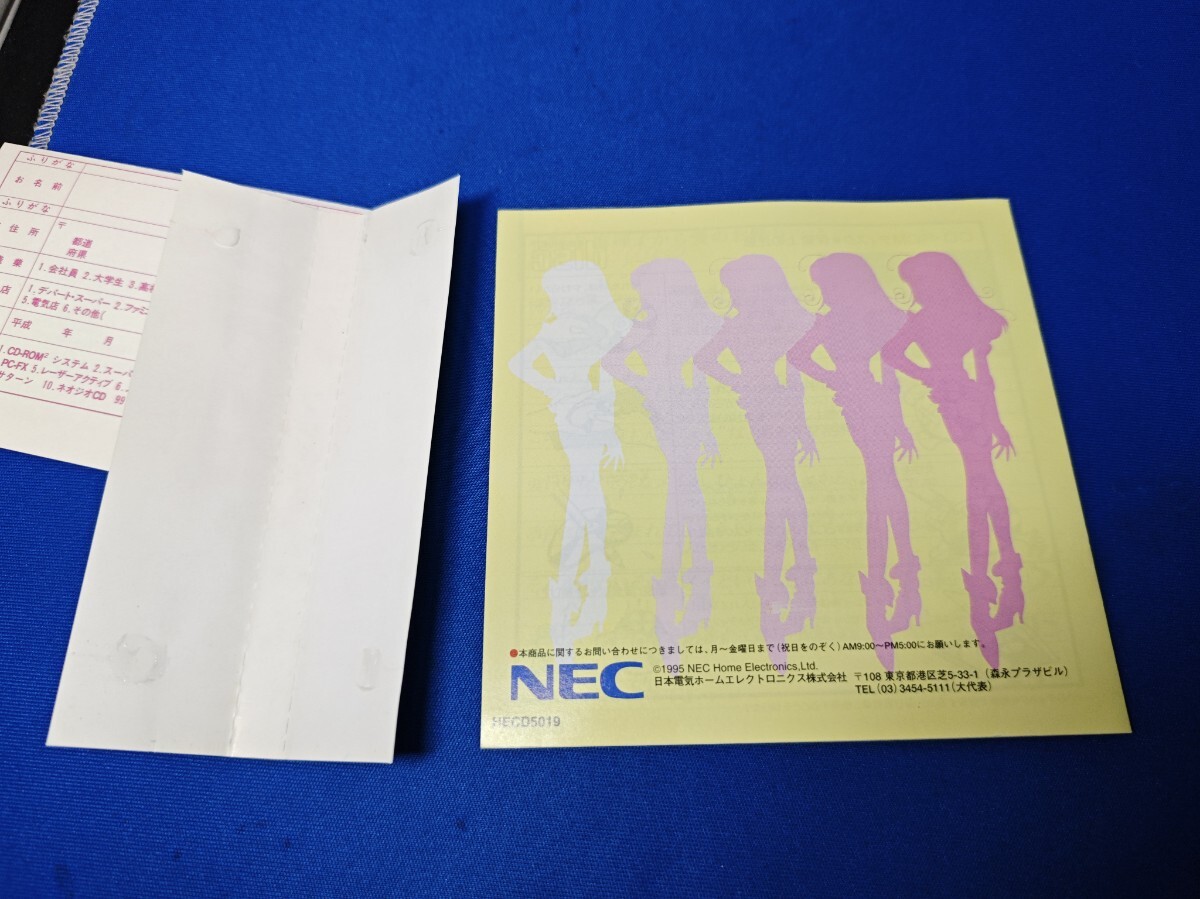 ふりがな
お名前
ふりがな
住所
〒
都道
府県
業
1.会社員 2.大学生 3.高
店
1.デパート・スーパー 2.ファミ
5.電気店 6.その他(
平成 年 月
1.CD-ROM² システム 2.スーパ
PC-FX 5.レーザーアクティブ 6.
サターン 10.ネオジオCD 99
●本商品に関するお問い合わせにつきましては、月〜金曜日まで(祝日をのぞく)AM9:00〜PM5:00にお願いします。
NEC
©1995 NEC Home Electronics,Ltd.
日本電気ホームエレクトロニクス株式会社 〒108 東京都港区芝5-33-1(森永プラザビル)
TEL(03)3454-5111(大代表)
HECD5019